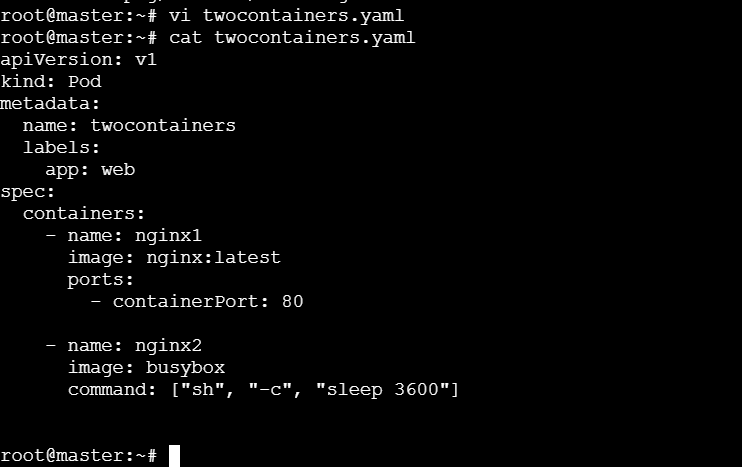 root@master:~# vi twocontainers.yaml
root@master:~# cat twocontainers.yaml
apiVersion: v1
kind: Pod
metadata:
  name: twocontainers
  labels:
    app: web
spec:
  containers:
    - name: nginx1
      image: nginx:latest
      ports:
        - containerPort: 80
    - name: nginx2
      image: busybox
      command: ["sh", "-c", "sleep 3600"]
root@master:~#